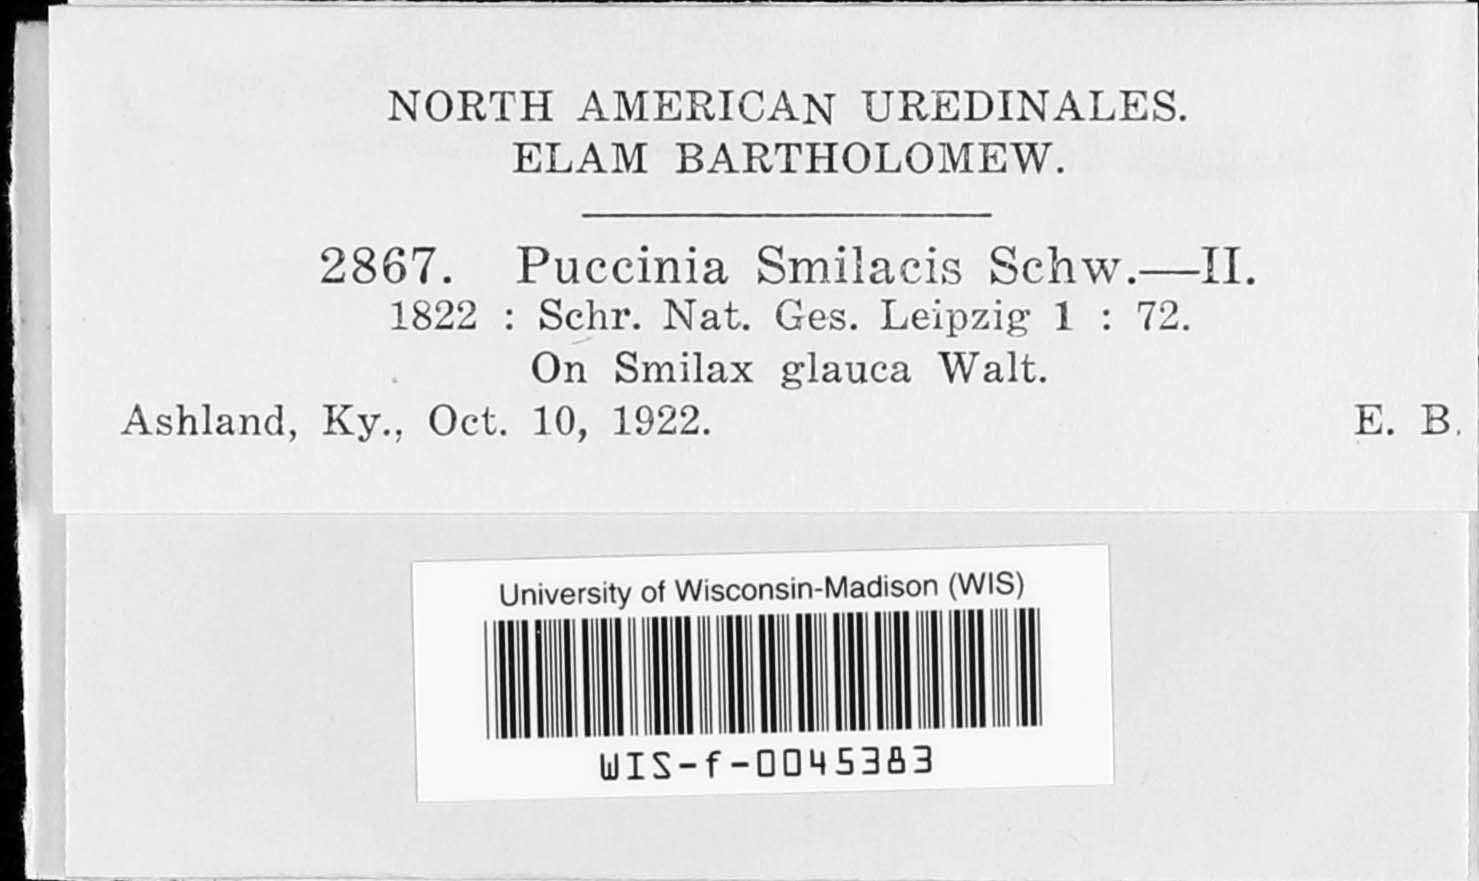 NORTH AMERICAN UREDINALES.
ELAM BARTHOLOMEW.
2867. Puccinia Smilacis Schw.—II.
1822 : Schr. Nat. Ges. Leipzig 1 : 72.
On Smilax glauca Walt.
Ashland, Ky., Oct. 10, 1922. E. B.
University of Wisconsin-Madison (WIS)
WIS-f-0045383